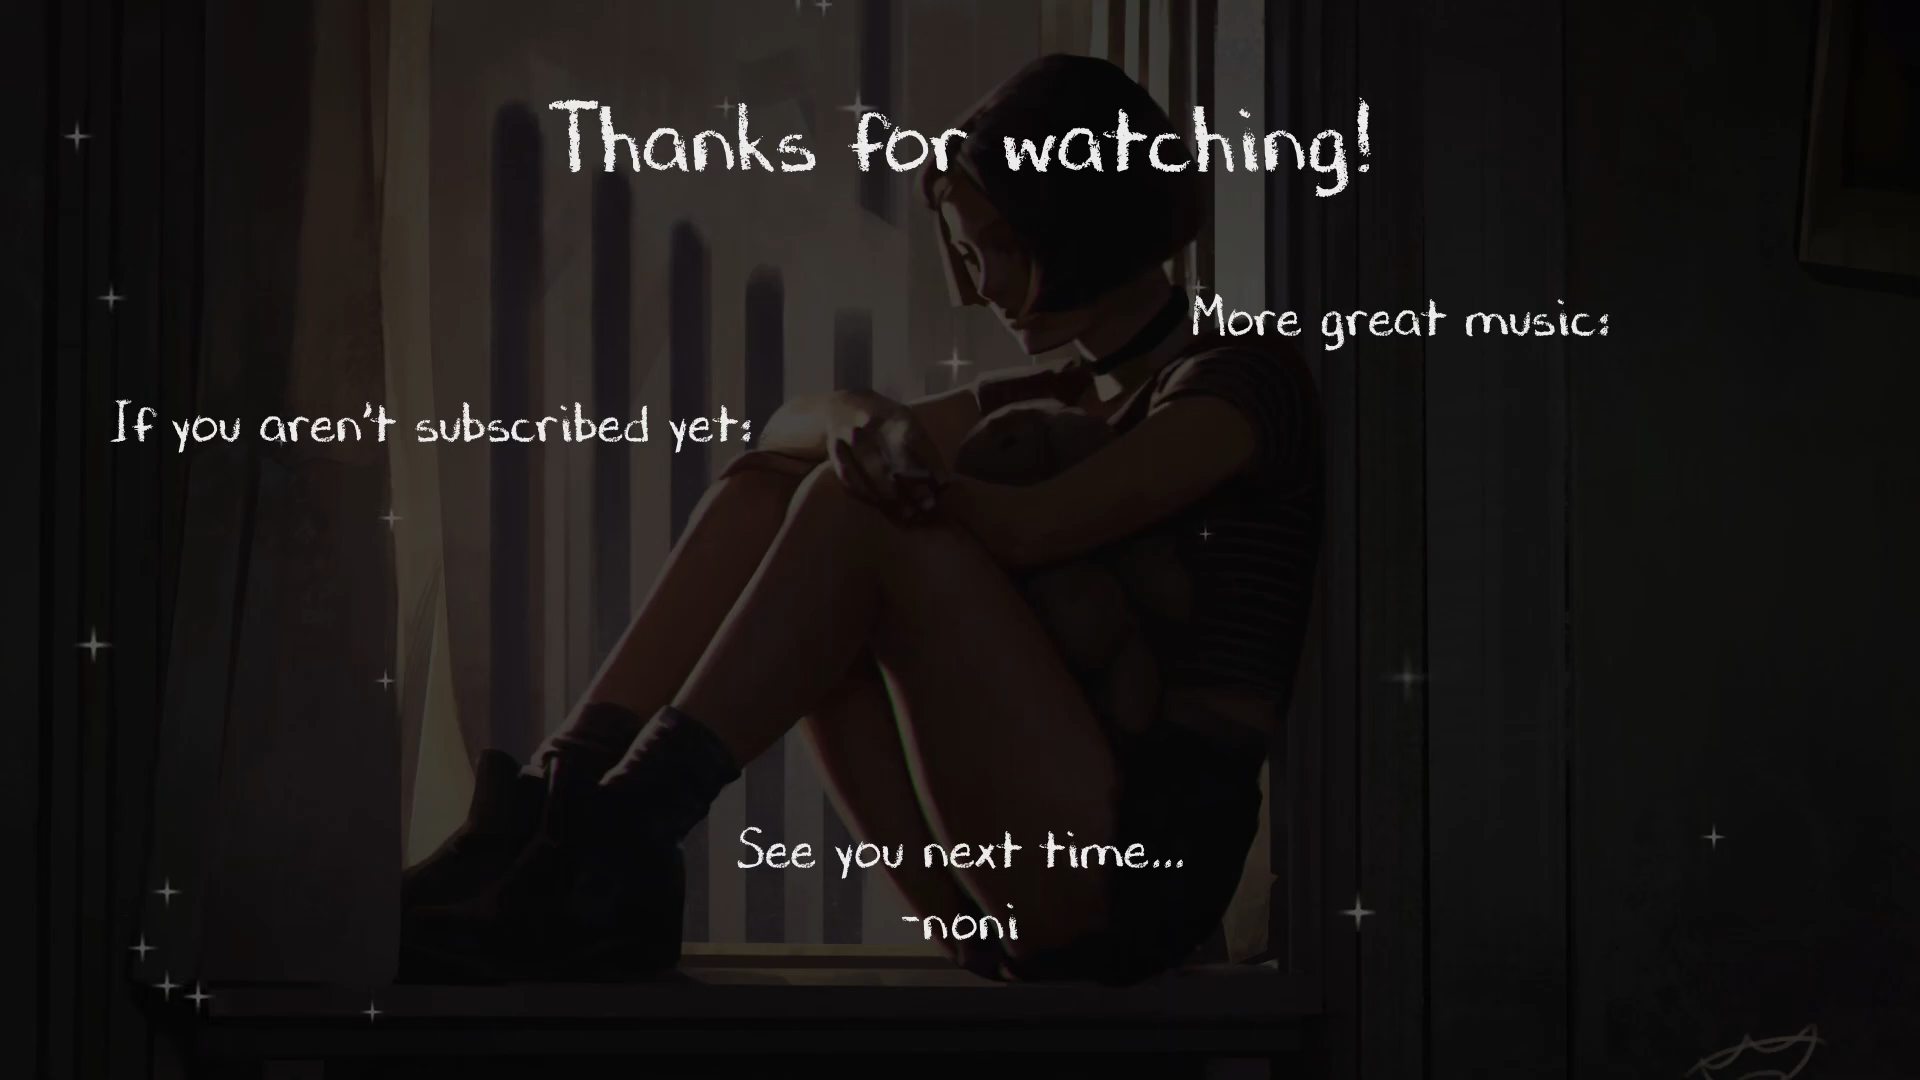 Thanks for watching!
More great music:
If you aren't subscribed yet:
See you next time...
-noni